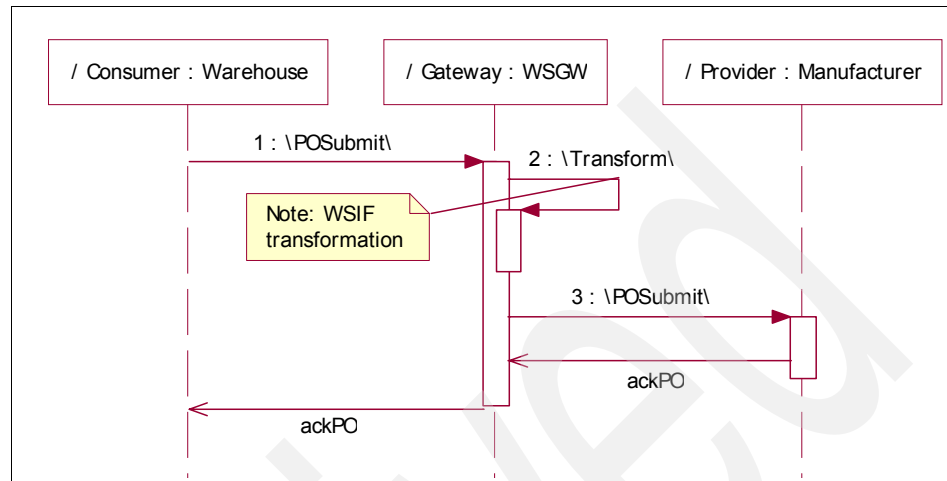 / Consumer : Warehouse
/ Gateway : WSGW
/ Provider : Manufacturer
1 : \POSubmit\
2 : \Transform\
Note: WSIF
transformation
3 : \POSubmit\
ackPO
ackPO